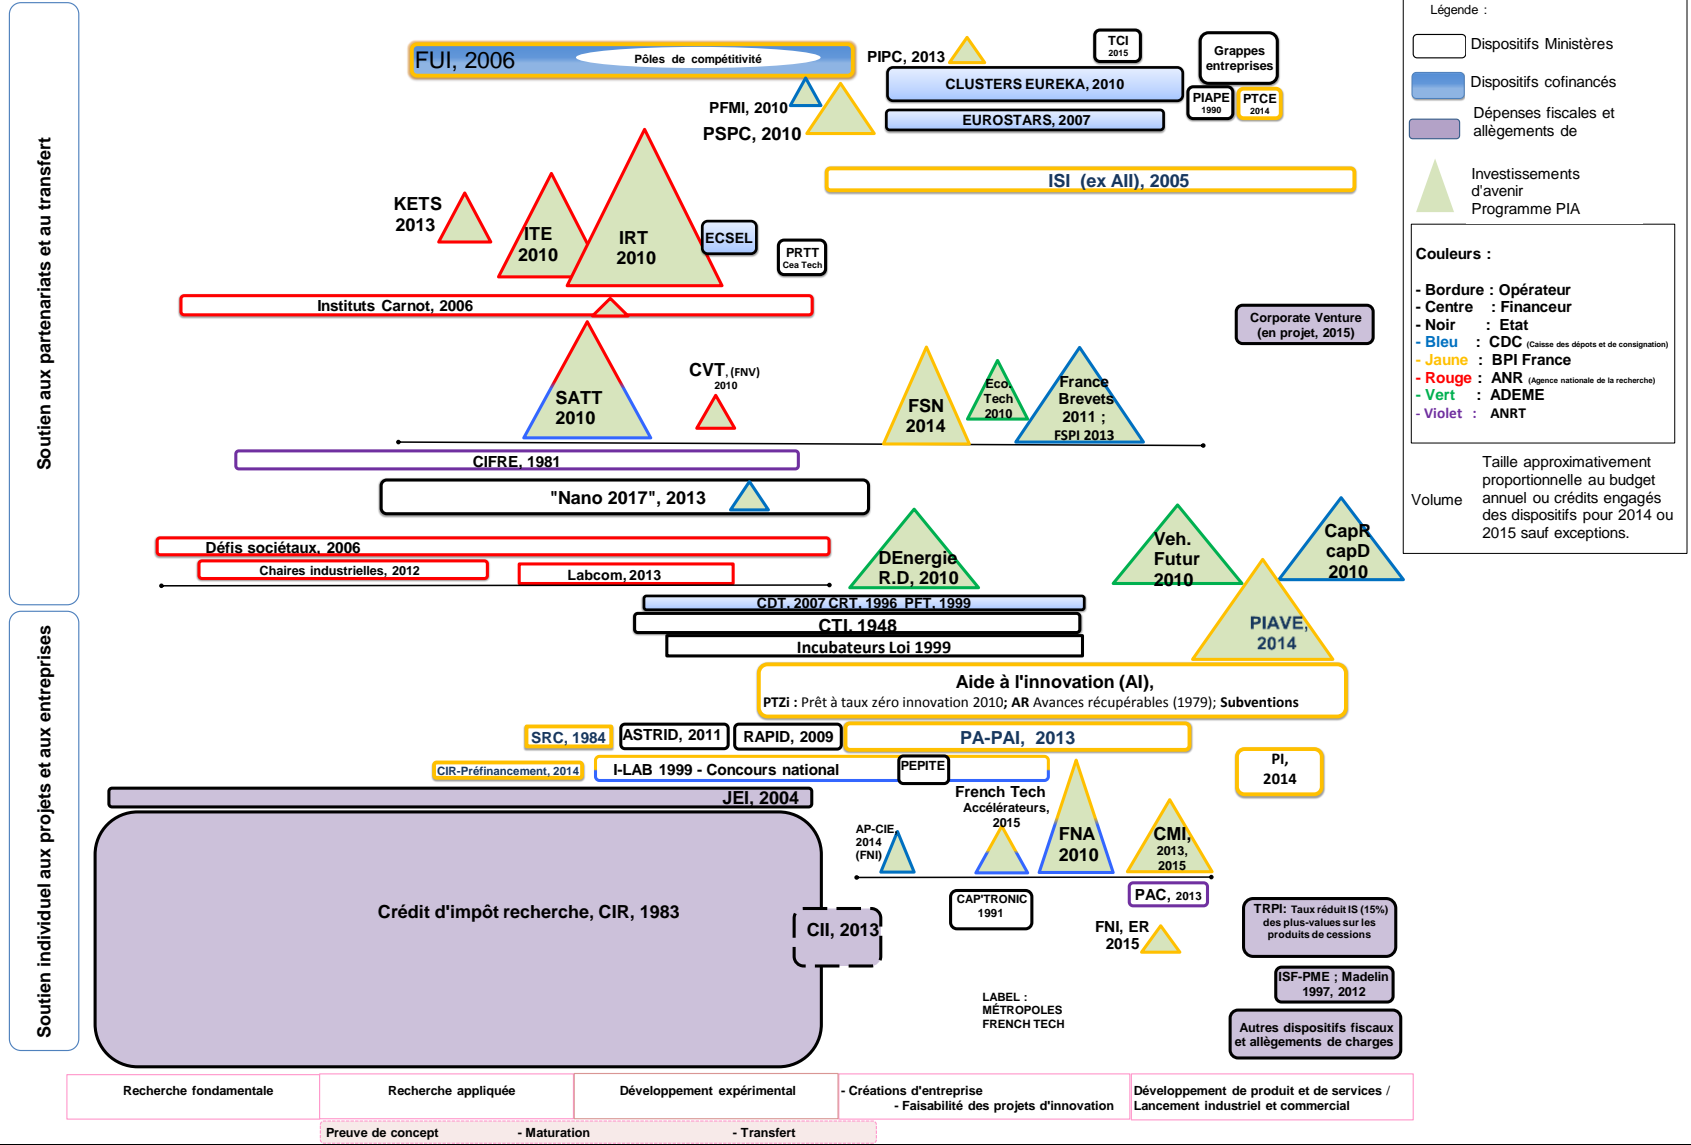 Soutien aux partenariats et au transfert
Soutien individuel aux projets et aux entreprises
FUI, 2006
Pôles de compétitivité
PIPC, 2013
TCI
2015
Grappes
entreprises
CLUSTERS EUREKA, 2010
PIAPE
1990
PTCE
2014
PFMI, 2010
PSPC, 2010
EUROSTARS, 2007
ISI (ex AII), 2005
KETS
2013
ITE
2010
IRT
2010
ECSEL
PRTT
Cea Tech
Instituts Carnot, 2006
Corporate Venture
(en projet, 2015)
SATT
2010
CVT, (FNV)
2010
FSN
2014
Eco.
Tech
2010
France
Brevets
2011 ;
FSPI 2013
CIFRE, 1981
"Nano 2017", 2013
Défis sociétaux, 2006
Chaires industrielles, 2012
Labcom, 2013
DEnergie
R.D, 2010
Veh.
Futur
2010
CapR
capD
2010
CDT, 2007 CRT, 1996 PFT, 1999
CTI, 1948
Incubateurs Loi 1999
PIAVE,
2014
Aide à l'innovation (AI),
PTZi : Prêt à taux zéro innovation 2010; AR Avances récupérables (1979); Subventions
SRC, 1984
ASTRID, 2011
RAPID, 2009
PA-PAI, 2013
CIR-Préfinancement, 2014
I-LAB 1999 - Concours national
PEPITE
PI,
2014
JEI, 2004
French Tech
Accélérateurs,
2015
AP-CIE,
2014
(FNI)
FNA
2010
CMI,
2013,
2015
Crédit d'impôt recherche, CIR, 1983
CII, 2013
CAP'TRONIC
1991
PAC, 2013
FNI, ER
2015
TRPI: Taux réduit IS (15%)
des plus-values sur les
produits de cessions
ISF-PME ; Madelin
1997, 2012
LABEL :
MÉTROPOLES
FRENCH TECH
Autres dispositifs fiscaux
et allègements de charges
Recherche fondamentale
Recherche appliquée
Développement expérimental
- Créations d'entreprise
- Faisabilité des projets d'innovation
Développement de produit et de services /
Lancement industriel et commercial
Preuve de concept - Maturation - Transfert
Légende :
Dispositifs Ministères
Dispositifs cofinancés
Dépenses fiscales et
allègements de
Investissements
d'avenir
Programme PIA
Couleurs :
- Bordure : Opérateur
- Centre : Financeur
- Noir : Etat
- Bleu : CDC (Caisse des dépots et de consignation)
- Jaune : BPI France
- Rouge : ANR (Agence nationale de la recherche)
- Vert : ADEME
- Violet : ANRT
Volume
Taille approximativement
proportionnelle au budget
annuel ou crédits engagés
des dispositifs pour 2014 ou
2015 sauf exceptions.